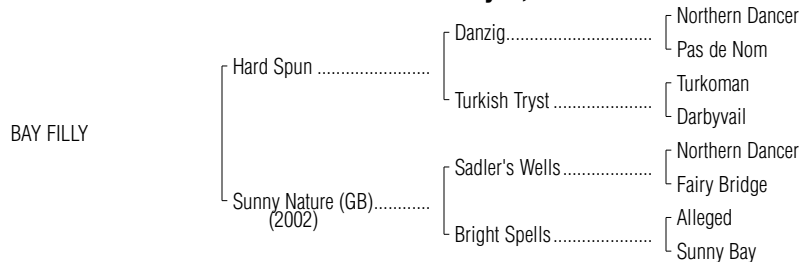 Northern Dancer
Danzig................................
Pas de Nom
Hard Spun .......................
Turkoman
Turkish Tryst .....................
Darbyvail
BAY FILLY
Northern Dancer
Sadler's Wells...................
Fairy Bridge
Sunny Nature (GB)............
(2002)
Alleged
Bright Spells.....................
Sunny Bay